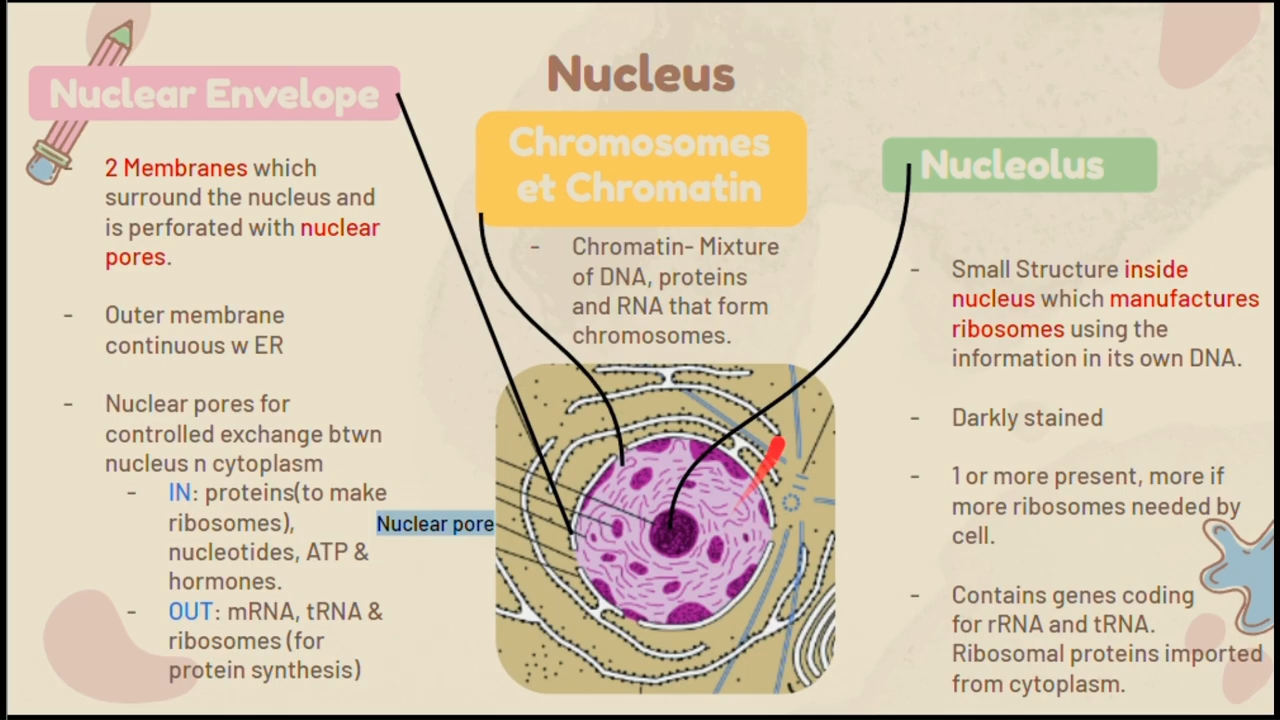 Nucleus
Nuclear Envelope
- 2 Membranes which
surround the nucleus and
is perforated with nuclear
pores.
- Outer membrane
continuous w ER
- Nuclear pores for
controlled exchange btwn
nucleus n cytoplasm
- IN: proteins(to make
ribosomes),
nucleotides, ATP &
hormones.
- OUT: mRNA, tRNA &
ribosomes (for
protein synthesis)
Chromosomes
et Chromatin
- Chromatin- Mixture
of DNA, proteins
and RNA that form
chromosomes.
Nuclear pore
Nucleolus
- Small Structure inside
nucleus which manufactures
ribosomes using the
information in its own DNA.
- Darkly stained
- 1 or more present, more if
more ribosomes needed by
cell.
- Contains genes coding
for rRNA and tRNA.
Ribosomal proteins imported
from cytoplasm.